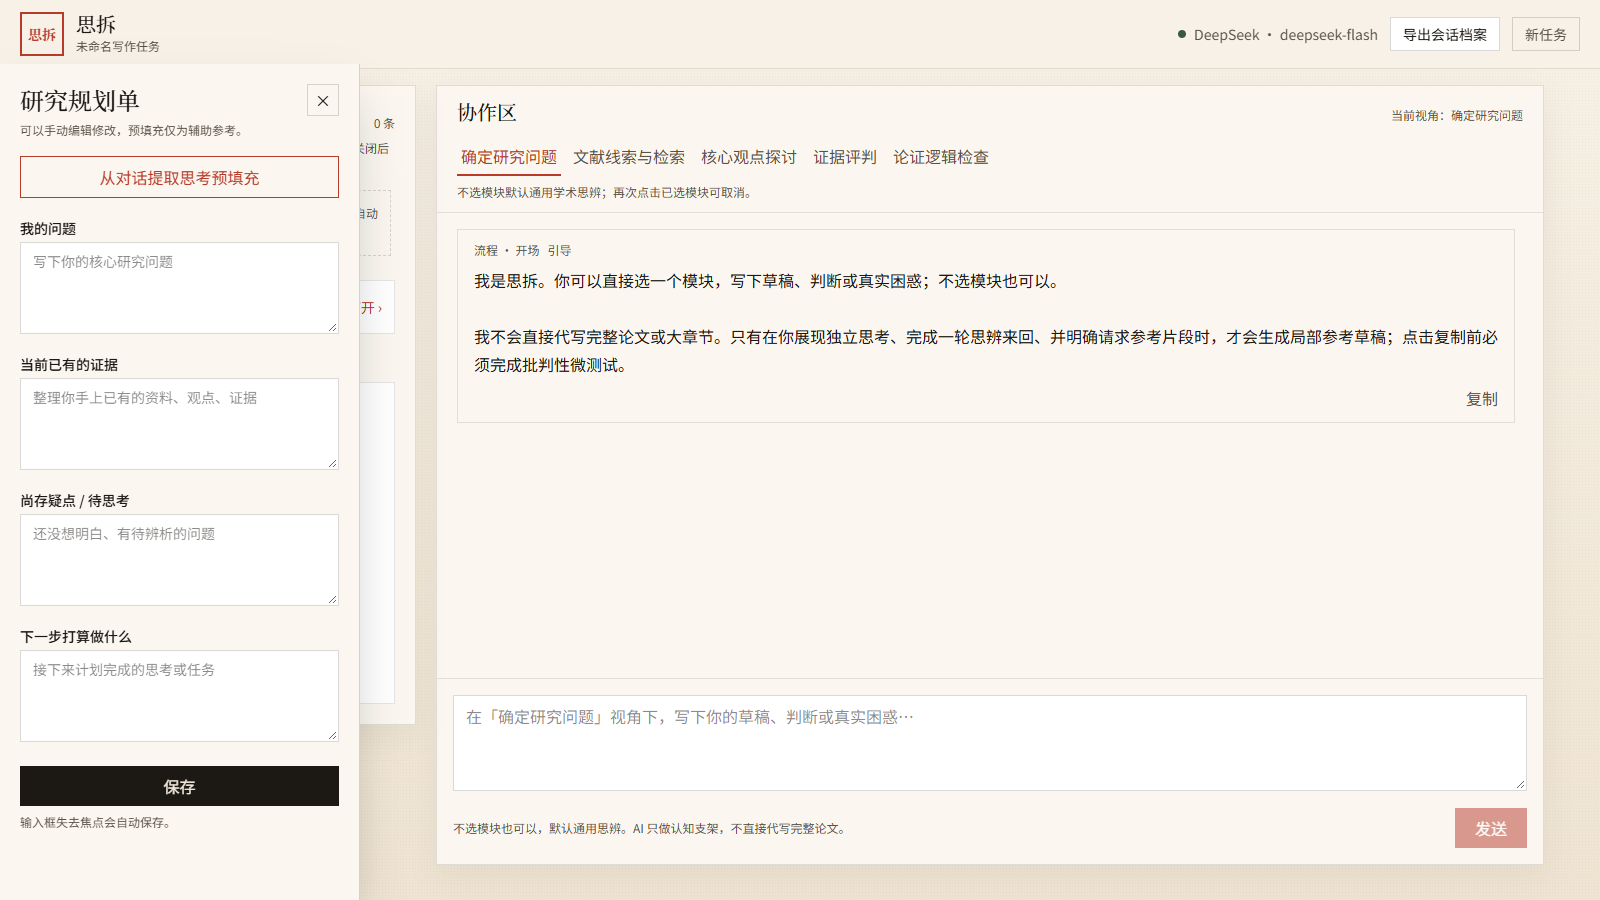 思拆
思拆
未命名写作任务
DeepSeek · deepseek-flash
导出会话档案
新任务
研究规划单
×
可以手动编辑修改，预填充仅为辅助参考。
从对话提取思考预填充
我的问题
写下你的核心研究问题
当前已有的证据
整理你手上已有的资料、观点、证据
尚存疑点 / 待思考
还没想明白、有待辨析的问题
下一步打算做什么
接下来计划完成的思考或任务
保存
输入框失去焦点会自动保存。
0 条
关闭后
自动
开 ›
协作区
当前视角：确定研究问题
确定研究问题 文献线索与检索 核心观点探讨 证据评判 论证逻辑检查
不选模块默认通用学术思辨；再次点击已选模块可取消。
流程 · 开场 引导
我是思拆。你可以直接选一个模块，写下草稿、判断或真实困惑；不选模块也可以。
我不会直接代写完整论文或大章节。只有在你展现独立思考、完成一轮思辨来回、并明确请求参考片段时，才会生成局部参考草稿；点击复制前必
须完成批判性微测试。
复制
在「确定研究问题」视角下，写下你的草稿、判断或真实困惑…
不选模块也可以，默认通用思辨。AI 只做认知支架，不直接代写完整论文。
发送